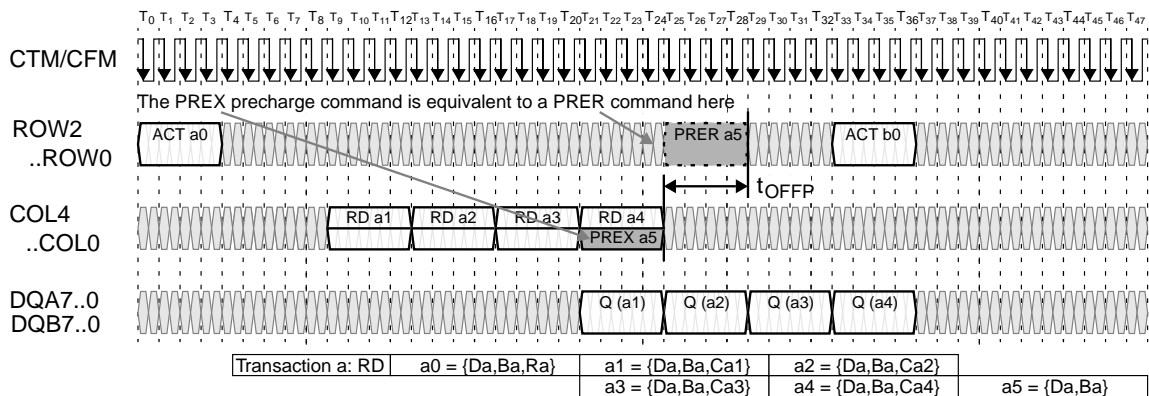 T0 T1 T2 T3 T4 T5 T6 T7 T8 T9 T10 T11 T12 T13 T14 T15 T16 T17 T18 T19 T20 T21 T22 T23 T24 T25 T26 T27 T28 T29 T30 T31 T32 T33 T34 T35 T36 T37 T38 T39 T40 T41 T42 T43 T44 T45 T46 T47
CTM/CFM
The PREX precharge command is equivalent to a PRER command here
ROW2
..ROW0
ACT a0 PRER a5 ACT b0
tOFFP
COL4
..COL0
RD a1 RD a2 RD a3 RD a4
PREX a5
DQA7..0
DQB7..0
Q (a1) Q (a2) Q (a3) Q (a4)
Transaction a: RD a0 = {Da,Ba,Ra} a1 = {Da,Ba,Ca1} a2 = {Da,Ba,Ca2}
a3 = {Da,Ba,Ca3} a4 = {Da,Ba,Ca4} a5 = {Da,Ba}